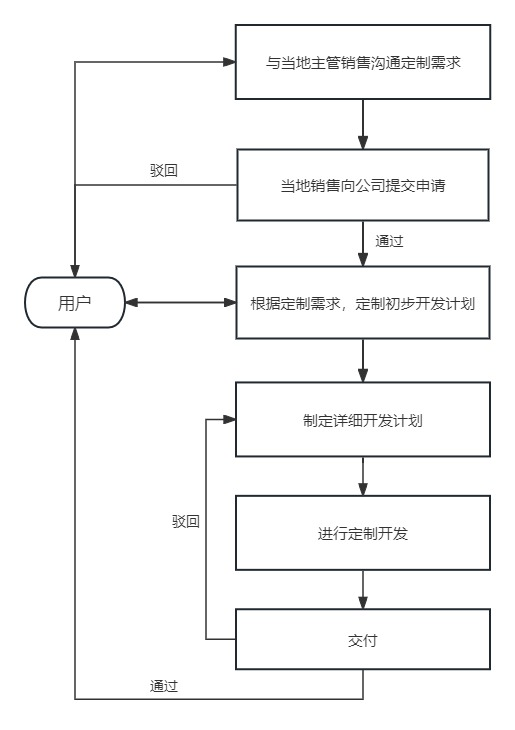 与当地主管销售沟通定制需求
驳回
当地销售向公司提交申请
通过
用户
根据定制需求，定制初步开发计划
制定详细开发计划
驳回
进行定制开发
交付
通过